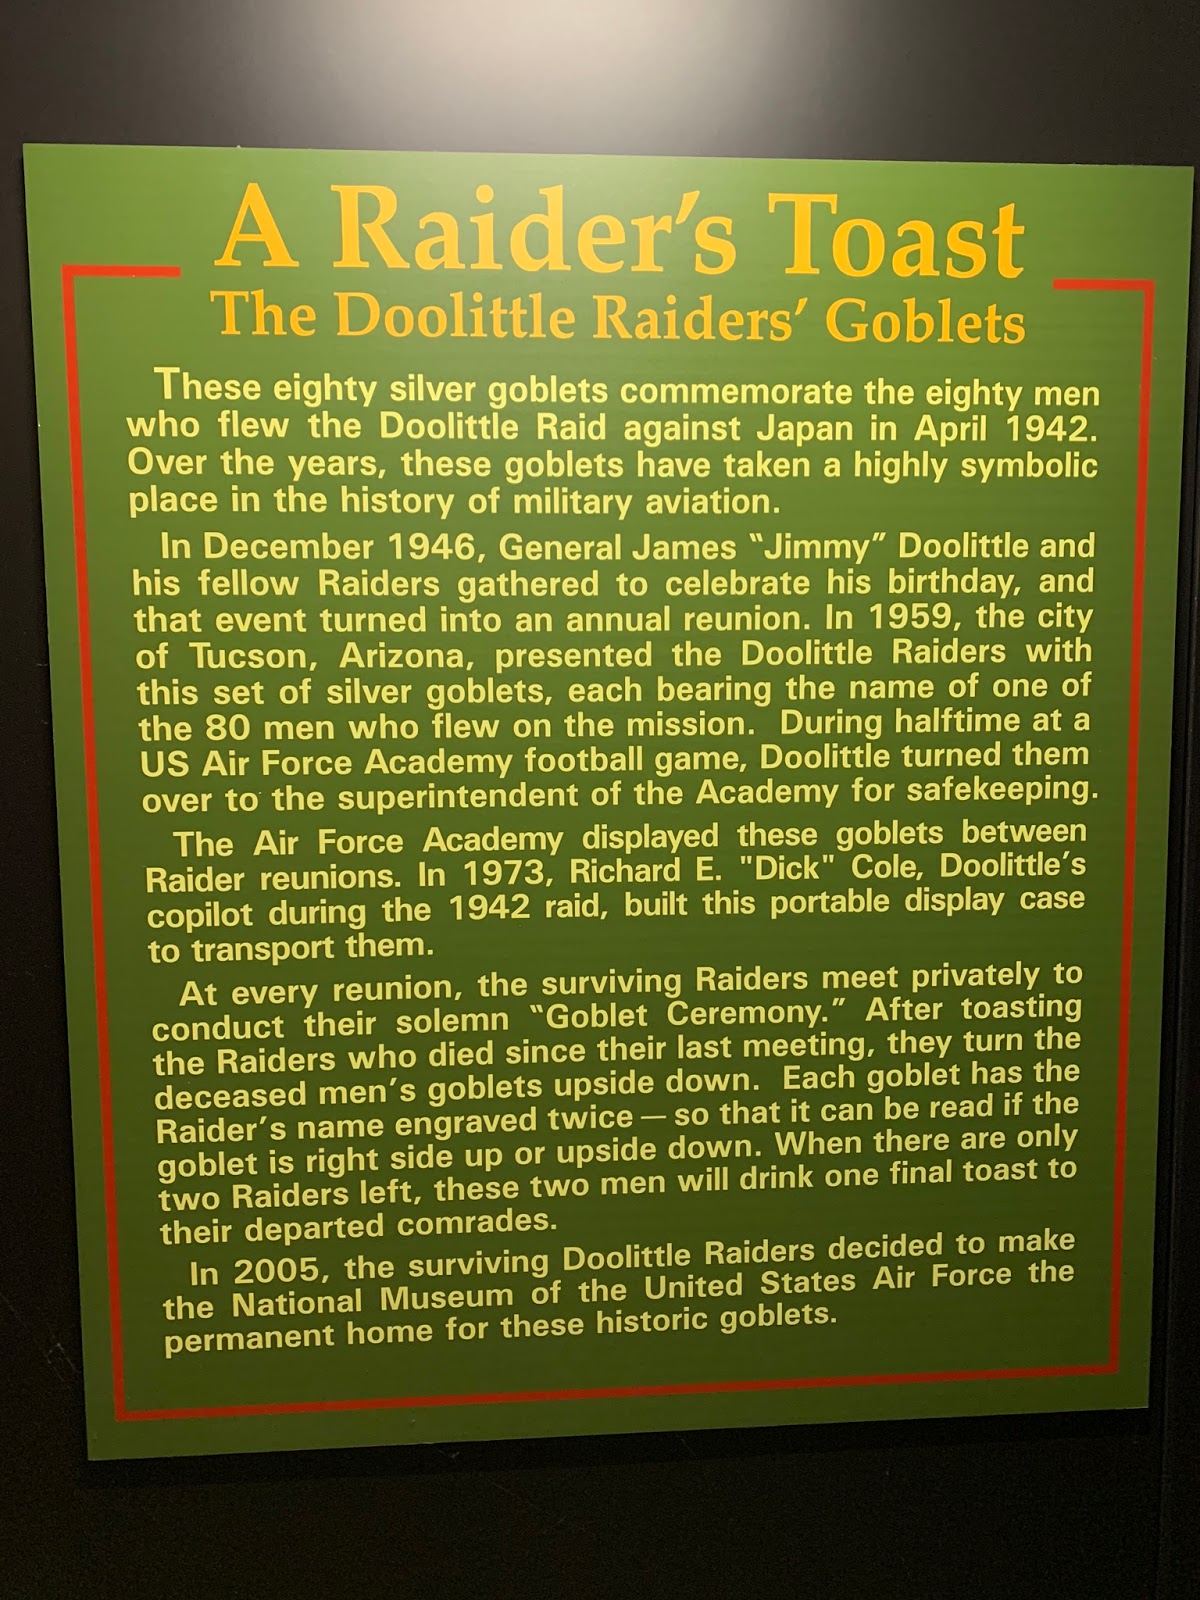 A Raider's Toast
The Doolittle Raiders' Goblets
These eighty silver goblets commemorate the eighty men
who flew the Doolittle Raid against Japan in April 1942.
Over the years, these goblets have taken a highly symbolic
place in the history of military aviation.
In December 1946, General James “Jimmy” Doolittle and
his fellow Raiders gathered to celebrate his birthday, and
that event turned into an annual reunion. In 1959, the city
of Tucson, Arizona, presented the Doolittle Raiders with
this set of silver goblets, each bearing the name of one of
the 80 men who flew on the mission. During halftime at a
US Air Force Academy football game, Doolittle turned them
over to the superintendent of the Academy for safekeeping.
The Air Force Academy displayed these goblets between
Raider reunions. In 1973, Richard E. "Dick" Cole, Doolittle's
copilot during the 1942 raid, built this portable display case
to transport them.
At every reunion, the surviving Raiders meet privately to
conduct their solemn “Goblet Ceremony.” After toasting
the Raiders who died since their last meeting, they turn the
deceased men's goblets upside down. Each goblet has the
Raider's name engraved twice — so that it can be read if the
goblet is right side up or upside down. When there are only
two Raiders left, these two men will drink one final toast to
their departed comrades.
In 2005, the surviving Doolittle Raiders decided to make
the National Museum of the United States Air Force the
permanent home for these historic goblets.